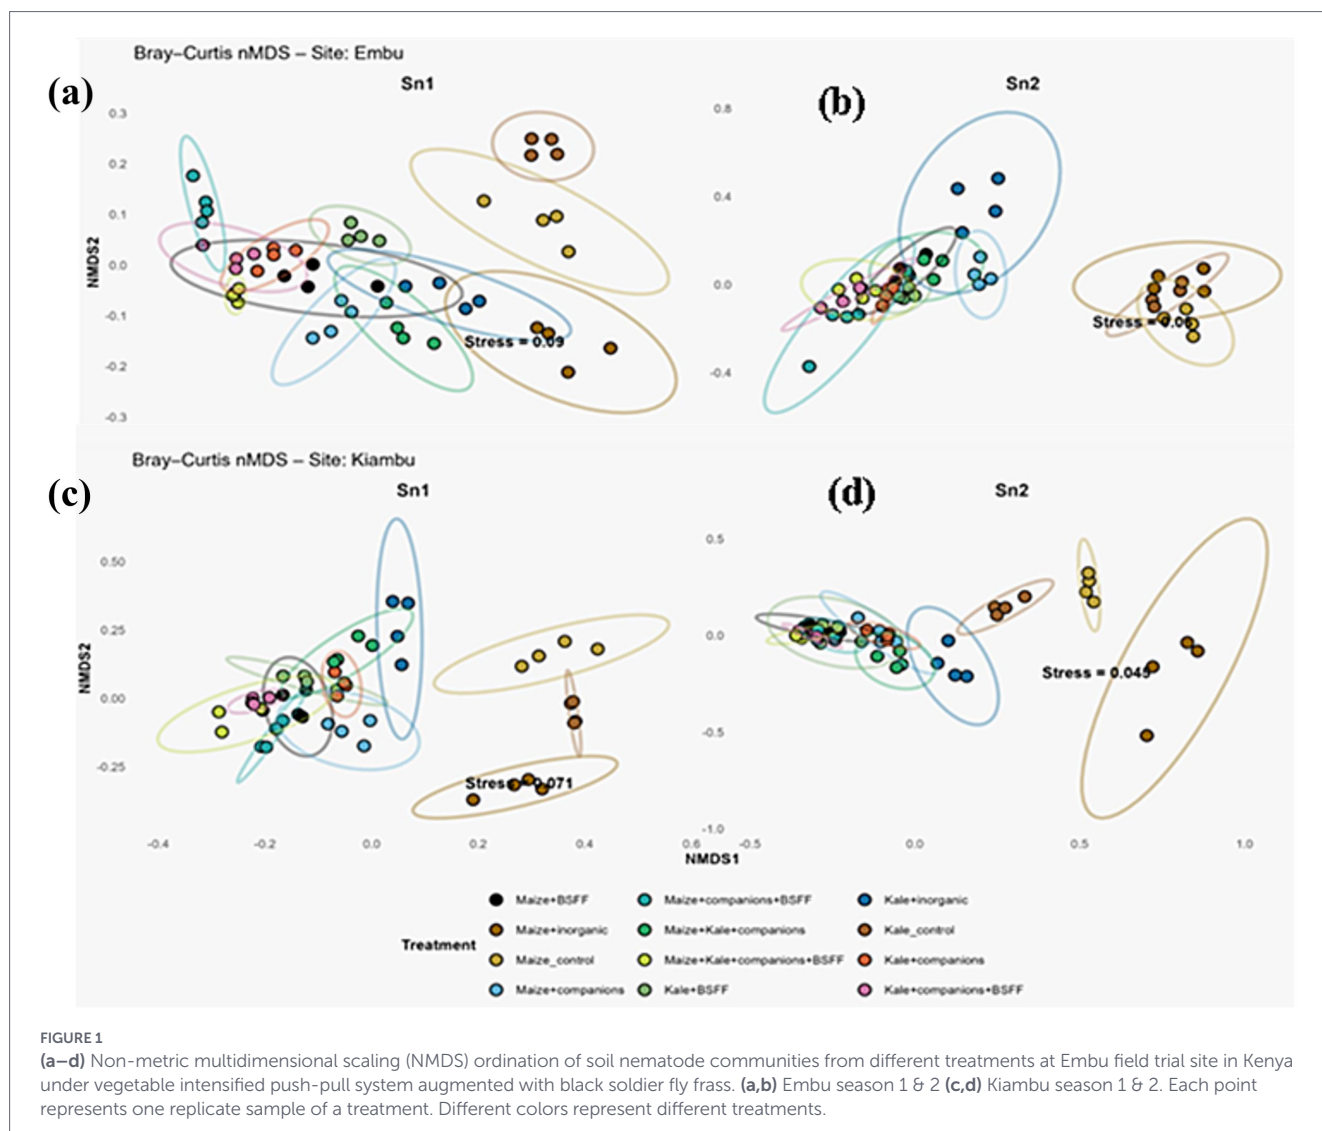 Bray–Curtis nMDS – Site: Embu
(a)
Sn1
(b)
Sn2
NMDS2
0.3
0.2
0.1
0.0
-0.1
-0.2
-0.3
Stress = 0.09
0.8
0.4
0.0
-0.4
Stress = 0.06
Bray–Curtis nMDS – Site: Kiambu
(c)
Sn1
(d)
Sn2
NMDS2
0.50
0.25
0.00
-0.25
Stress = 0.071
-0.4
-0.2
0.0
0.2
0.4
0.6
0.5
0.0
-0.5
-1.0
Stress = 0.045
-0.5
0.0
0.5
1.0
NMDS1
Treatment
Maize+BSFF
Maize+inorganic
Maize_control
Maize+companions
Maize+companions+BSFF
Maize+Kale+companions
Maize+Kale+companions+BSFF
Kale+BSFF
Kale+inorganic
Kale_control
Kale+companions
Kale+companions+BSFF
FIGURE 1
(a–d) Non-metric multidimensional scaling (NMDS) ordination of soil nematode communities from different treatments at Embu field trial site in Kenya
under vegetable intensified push-pull system augmented with black soldier fly frass. (a,b) Embu season 1 & 2 (c,d) Kiambu season 1 & 2. Each point
represents one replicate sample of a treatment. Different colors represent different treatments.